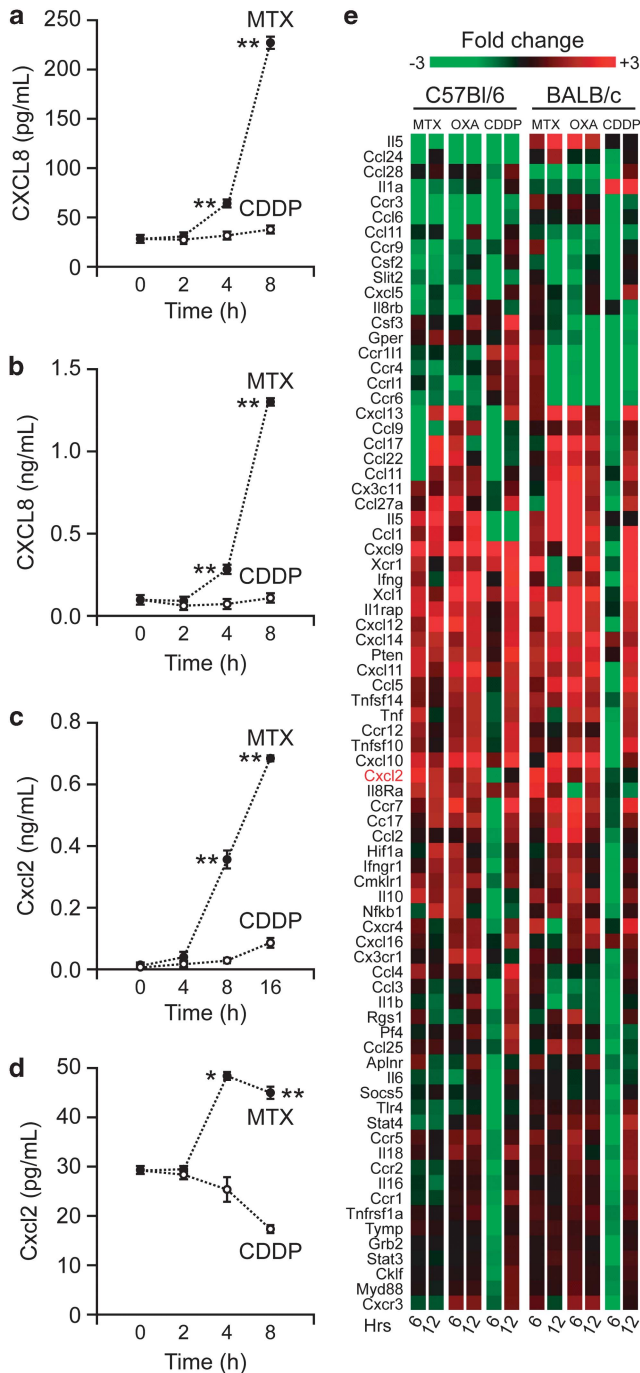 a
CXCL8 (pg/mL)
250
200
150
100
50
0
MTX
**
**
CDDP
0 2 4 8
Time (h)
b
CXCL8 (ng/mL)
1.5
1.0
0.5
0.0
MTX
**
**
CDDP
0 2 4 8
Time (h)
c
Cxcl2 (ng/mL)
0.8
0.6
0.4
0.2
0.0
MTX
**
**
CDDP
0 4 8 16
Time (h)
d
Cxcl2 (pg/mL)
50
40
30
20
10
0
*
**
MTX
CDDP
0 2 4 8
Time (h)
e
Fold change
-3 +3
C57Bl/6 BALB/c
MTX OXA CDDP MTX OXA CDDP
Il5
Ccl24
Ccl28
Il1a
Ccr3
Ccl6
Ccl11
Ccr9
Csf2
Slit2
Cxcl5
Il8rb
Csf3
Gper
Ccr1l1
Ccr4
Ccrl1
Ccr6
Cxcl13
Ccl9
Ccl17
Ccl22
Ccl11
Cx3c11
Ccl27a
Il5
Ccl1
Cxcl9
Xcr1
Ifng
Xcl1
Il1rap
Cxcl12
Cxcl14
Pten
Cxcl11
Ccl5
Tnfsf14
Tnf
Ccr12
Tnfsf10
Cxcl10
Cxcl2
Il8Ra
Ccr7
Cc17
Ccl2
Hif1a
Ifngr1
Cmklr1
Il10
Nfkb1
Cxcr4
Cxcl16
Cx3cr1
Ccl4
Ccl3
Il1b
Rgs1
Pf4
Ccl25
Aplnr
Il6
Socs5
Tlr4
Stat4
Ccr5
Il18
Ccr2
Il16
Ccr1
Tnfrsf1a
Tymp
Grb2
Stat3
Cklf
Myd88
Cxcr3
Hrs 6 12 6 12 6 12 6 12 6 12 6 12